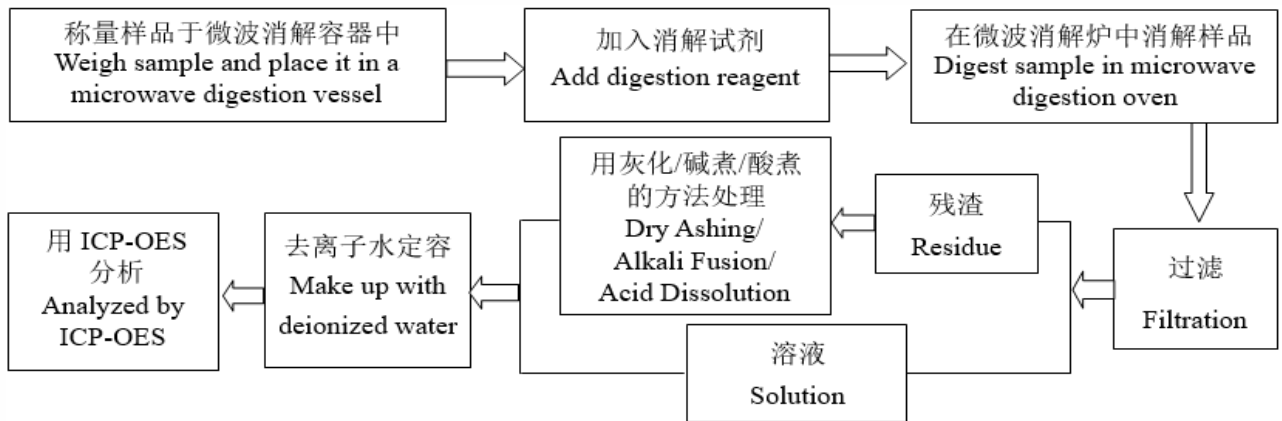 称量样品于微波消解容器中
Weigh sample and place it in a
microwave digestion vessel
加入消解试剂
Add digestion reagent
在微波消解炉中消解样品
Digest sample in microwave
digestion oven
过滤
Filtration
残渣
Residue
用灰化/碱煮/酸煮
的方法处理
Dry Ashing/
Alkali Fusion/
Acid Dissolution
溶液
Solution
去离子水定容
Make up with
deionized water
用 ICP-OES
分析
Analyzed by
ICP-OES